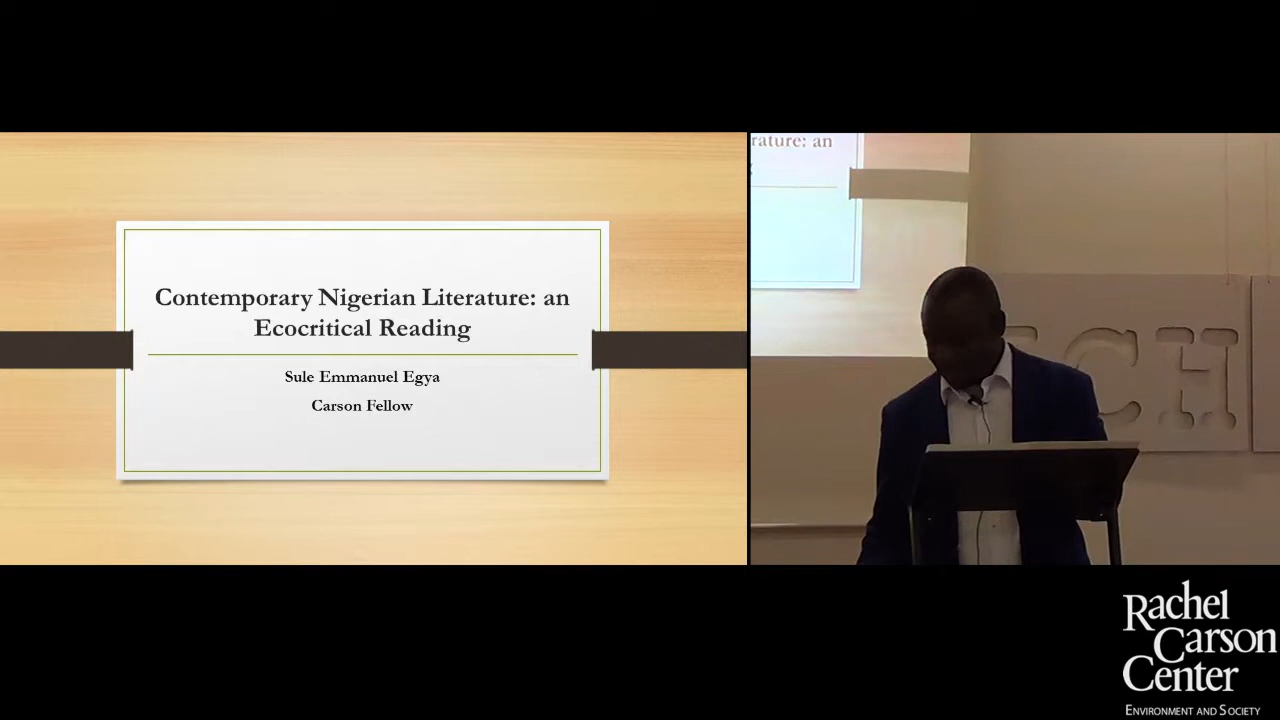 Contemporary Nigerian Literature: an
Ecocritical Reading
Sule Emmanuel Egya
Carson Fellow
rature: an
CH
Rachel
Carson
Center
ENVIRONMENT AND SOCIETY